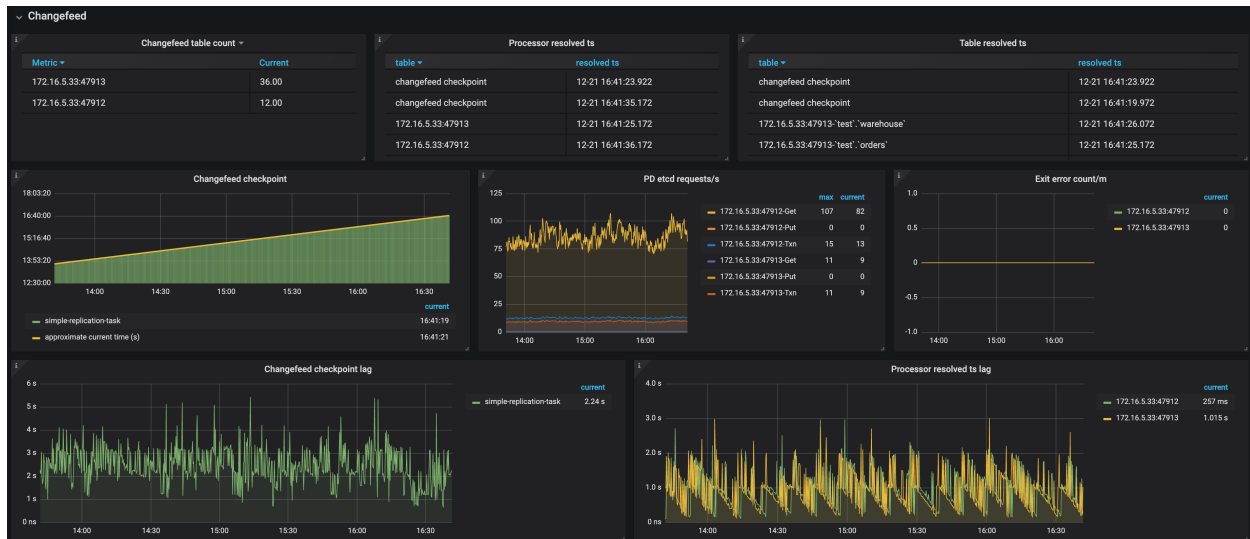 Changefeed
Changefeed table count
Metric Current
172.16.5.33:47913 36.00
172.16.5.33:47912 12.00
Processor resolved ts
table resolved ts
changefeed checkpoint 12-21 16:41:23.922
changefeed checkpoint 12-21 16:41:35.172
172.16.5.33:47913 12-21 16:41:25.172
172.16.5.33:47912 12-21 16:41:36.172
Table resolved ts
table resolved ts
changefeed checkpoint 12-21 16:41:23.922
changefeed checkpoint 12-21 16:41:19.972
172.16.5.33:47913-`test`.`warehouse` 12-21 16:41:26.072
172.16.5.33:47913-`test`.`orders` 12-21 16:41:25.172
Changefeed checkpoint
18:03:20
16:40:00
15:16:40
13:53:20
12:30:00
14:00 14:30 15:00 15:30 16:00 16:30
current
simple-replication-task 16:41:19
approximate current time (s) 16:41:21
PD etcd requests/s
125
100
75
50
25
0
14:00 15:00 16:00
max current
172.16.5.33:47912-Get 107 82
172.16.5.33:47912-Put 0 0
172.16.5.33:47912-Txn 15 13
172.16.5.33:47913-Get 11 9
172.16.5.33:47913-Put 0 0
172.16.5.33:47913-Txn 11 9
Exit error count/m
1.0
0.5
0
-0.5
-1.0
14:00 15:00 16:00
current
172.16.5.33:47912 0
172.16.5.33:47913 0
Changefeed checkpoint lag
6 s
5 s
4 s
3 s
2 s
1 s
0 ns
14:00 14:30 15:00 15:30 16:00 16:30
current
simple-replication-task 2.24 s
Processor resolved ts lag
4.0 s
3.0 s
2.0 s
1.0 s
0 ns
14:00 14:30 15:00 15:30 16:00 16:30
current
172.16.5.33:47912 257 ms
172.16.5.33:47913 1.015 s